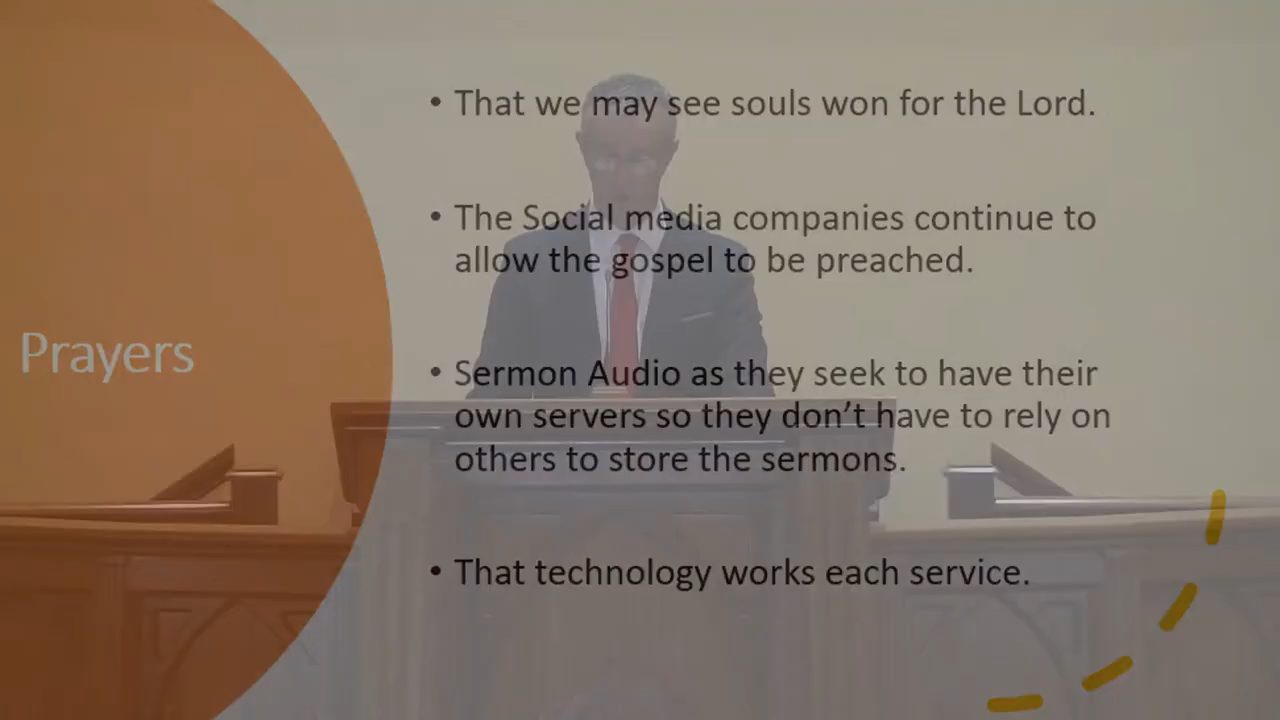 Prayers
• That we may see souls won for the Lord.
• The Social media companies continue to
allow the gospel to be preached.
• Sermon Audio as they seek to have their
own servers so they don’t have to rely on
others to store the sermons.
• That technology works each service.